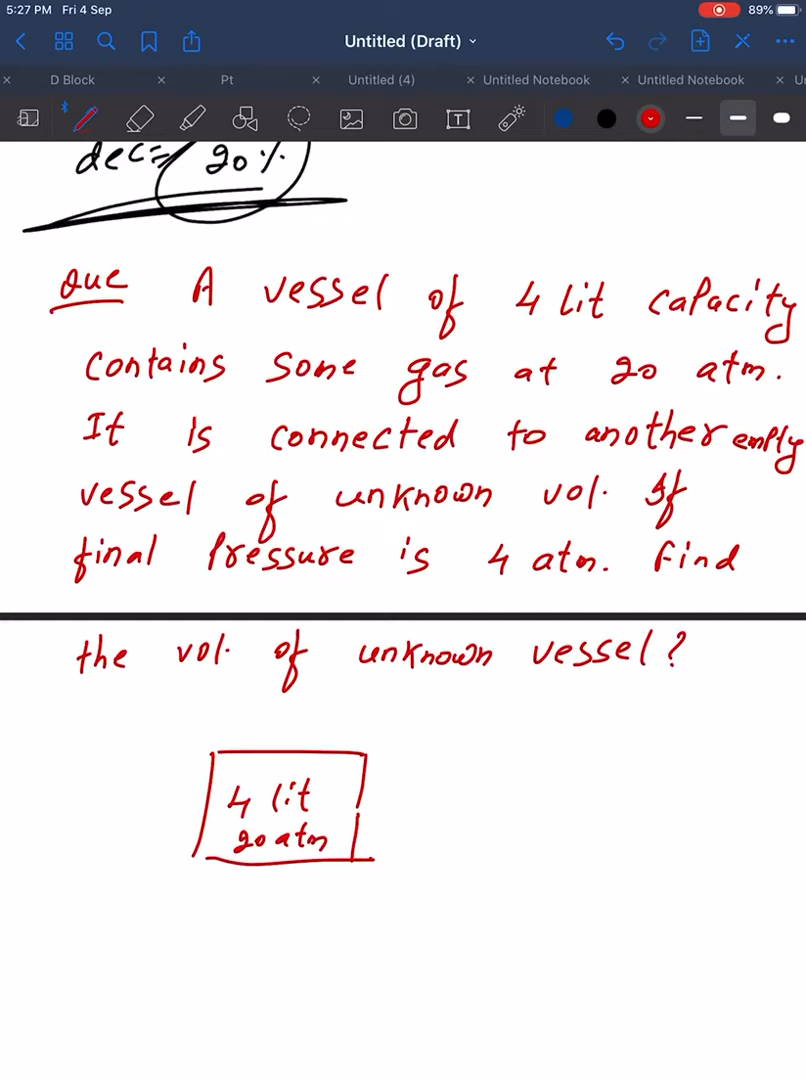 5:27 PM Fri 4 Sep 89%
Untitled (Draft)
D Block Pt Untitled (4) Untitled Notebook Untitled Notebook Un
dec= 20%
Que A vessel of 4 lit capacity
contains some gas at 20 atm.
It is connected to another empty
vessel of unknown vol. If
final pressure is 4 atm. Find
the vol. of unknown vessel?
4 lit
20 atm